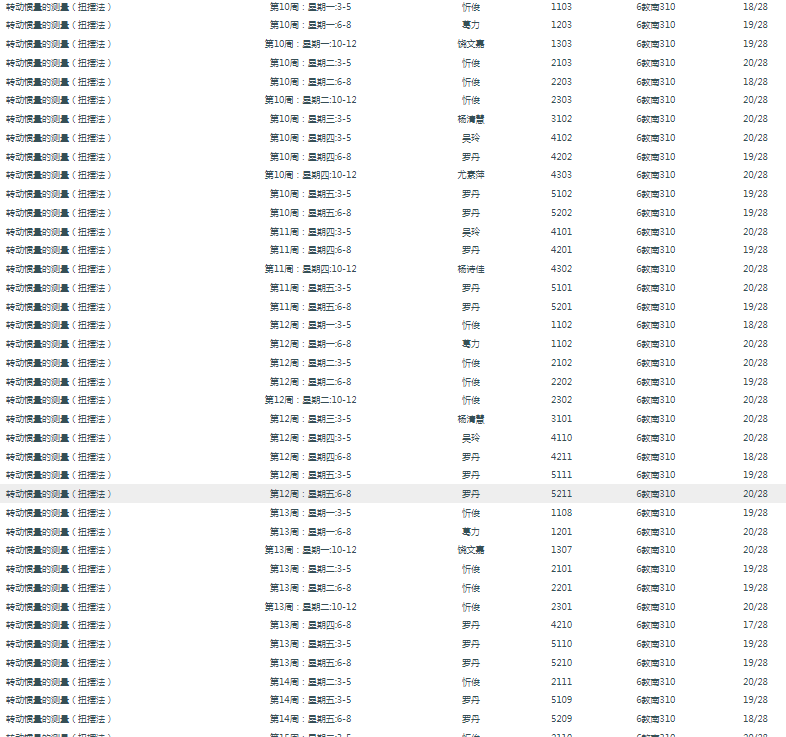 转动惯量的测量（扭摆法） 第10周：星期一:3-5 忻俊 1103 6教南310 18/28
转动惯量的测量（扭摆法） 第10周：星期一:6-8 葛力 1203 6教南310 19/28
转动惯量的测量（扭摆法） 第10周：星期一:10-12 饶文嘉 1303 6教南310 19/28
转动惯量的测量（扭摆法） 第10周：星期二:3-5 忻俊 2103 6教南310 20/28
转动惯量的测量（扭摆法） 第10周：星期二:6-8 忻俊 2203 6教南310 18/28
转动惯量的测量（扭摆法） 第10周：星期二:10-12 忻俊 2303 6教南310 20/28
转动惯量的测量（扭摆法） 第10周：星期三:3-5 杨清慧 3102 6教南310 20/28
转动惯量的测量（扭摆法） 第10周：星期四:3-5 吴玲 4102 6教南310 20/28
转动惯量的测量（扭摆法） 第10周：星期四:6-8 罗丹 4202 6教南310 19/28
转动惯量的测量（扭摆法） 第10周：星期四:10-12 尤素萍 4303 6教南310 20/28
转动惯量的测量（扭摆法） 第10周：星期五:3-5 罗丹 5102 6教南310 19/28
转动惯量的测量（扭摆法） 第10周：星期五:6-8 罗丹 5202 6教南310 19/28
转动惯量的测量（扭摆法） 第11周：星期四:3-5 吴玲 4101 6教南310 20/28
转动惯量的测量（扭摆法） 第11周：星期四:6-8 罗丹 4201 6教南310 19/28
转动惯量的测量（扭摆法） 第11周：星期四:10-12 杨诗佳 4302 6教南310 20/28
转动惯量的测量（扭摆法） 第11周：星期五:3-5 罗丹 5101 6教南310 20/28
转动惯量的测量（扭摆法） 第11周：星期五:6-8 罗丹 5201 6教南310 19/28
转动惯量的测量（扭摆法） 第12周：星期一:3-5 忻俊 1102 6教南310 18/28
转动惯量的测量（扭摆法） 第12周：星期一:6-8 葛力 1102 6教南310 20/28
转动惯量的测量（扭摆法） 第12周：星期二:3-5 忻俊 2102 6教南310 20/28
转动惯量的测量（扭摆法） 第12周：星期二:6-8 忻俊 2202 6教南310 19/28
转动惯量的测量（扭摆法） 第12周：星期二:10-12 忻俊 2302 6教南310 20/28
转动惯量的测量（扭摆法） 第12周：星期三:3-5 杨清慧 3101 6教南310 20/28
转动惯量的测量（扭摆法） 第12周：星期四:3-5 吴玲 4110 6教南310 20/28
转动惯量的测量（扭摆法） 第12周：星期四:6-8 罗丹 4211 6教南310 18/28
转动惯量的测量（扭摆法） 第12周：星期五:3-5 罗丹 5111 6教南310 19/28
转动惯量的测量（扭摆法） 第12周：星期五:6-8 罗丹 5211 6教南310 20/28
转动惯量的测量（扭摆法） 第13周：星期一:3-5 忻俊 1108 6教南310 19/28
转动惯量的测量（扭摆法） 第13周：星期一:6-8 葛力 1201 6教南310 20/28
转动惯量的测量（扭摆法） 第13周：星期一:10-12 饶文嘉 1307 6教南310 20/28
转动惯量的测量（扭摆法） 第13周：星期二:3-5 忻俊 2101 6教南310 19/28
转动惯量的测量（扭摆法） 第13周：星期二:6-8 忻俊 2201 6教南310 19/28
转动惯量的测量（扭摆法） 第13周：星期二:10-12 忻俊 2301 6教南310 20/28
转动惯量的测量（扭摆法） 第13周：星期四:6-8 罗丹 4210 6教南310 17/28
转动惯量的测量（扭摆法） 第13周：星期五:3-5 罗丹 5110 6教南310 19/28
转动惯量的测量（扭摆法） 第13周：星期五:6-8 罗丹 5210 6教南310 19/28
转动惯量的测量（扭摆法） 第14周：星期二:3-5 忻俊 2111 6教南310 20/28
转动惯量的测量（扭摆法） 第14周：星期五:3-5 罗丹 5109 6教南310 19/28
转动惯量的测量（扭摆法） 第14周：星期五:6-8 罗丹 5209 6教南310 18/28